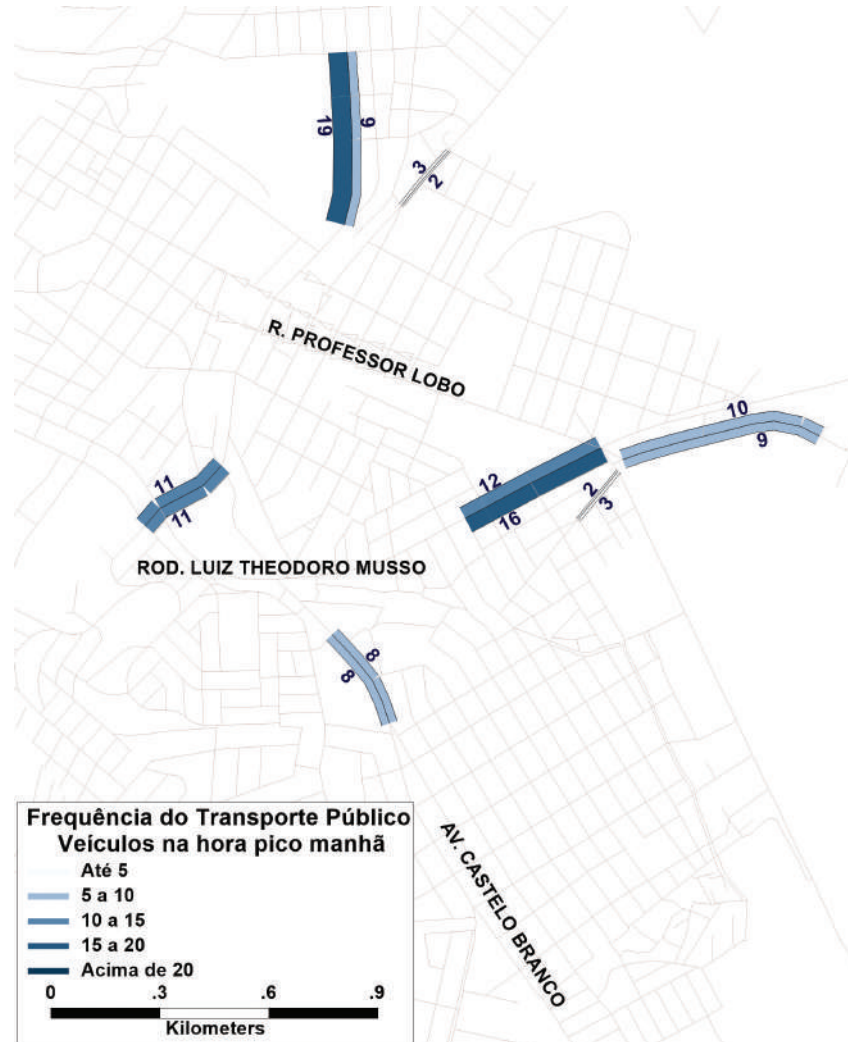 19
9
3
2
R. PROFESSOR LOBO
10
9
12
16
2
3
11
11
ROD. LUIZ THEODORO MUSSO
8
8
AV. CASTELO BRANCO
Frequência do Transporte Público
Veículos na hora pico manhã
Até 5
5 a 10
10 a 15
15 a 20
Acima de 20
0 .3 .6 .9
Kilometers